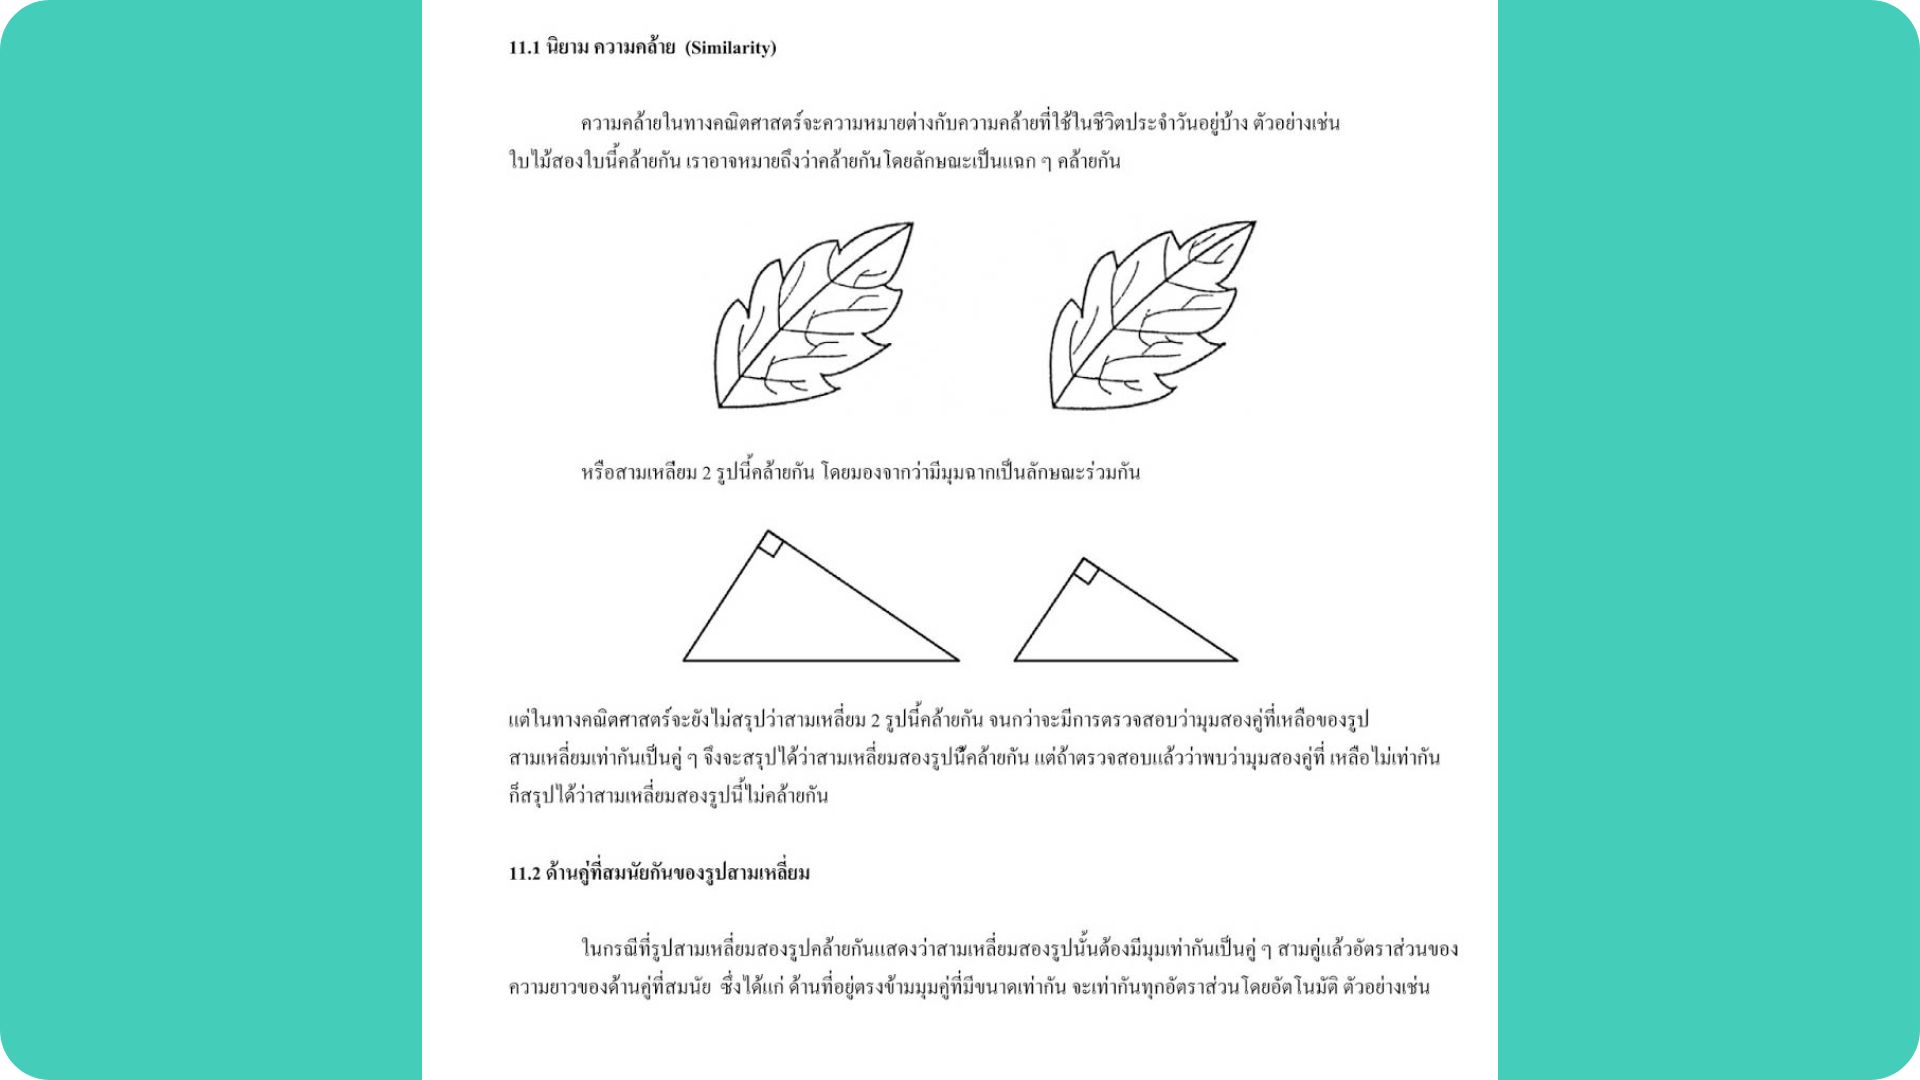 11.1 นิยาม ความคล้าย (Similarity)
ความคล้ายในทางคณิตศาสตร์จะความหมายต่างกับความคล้ายที่ใช้ในชีวิตประจำวันอยู่บ้าง ตัวอย่างเช่น
ใบไม้สองใบนี้คล้ายกัน เราอาจหมายถึงว่าคล้ายกันโดยลักษณะเป็นแฉก ๆ คล้ายกัน
หรือสามเหลี่ยม 2 รูปนี้คล้ายกัน โดยมองจากว่ามีมุมฉากเป็นลักษณะร่วมกัน
แต่ในทางคณิตศาสตร์จะยังไม่สรุปว่าสามเหลี่ยม 2 รูปนี้คล้ายกัน จนกว่าจะมีการตรวจสอบว่ามุมสองคู่ที่เหลือของรูป
สามเหลี่ยมเท่ากันเป็นคู่ ๆ จึงจะสรุปได้ว่าสามเหลี่ยมสองรูปนี้คล้ายกัน แต่ถ้าตรวจสอบแล้วว่าพบว่ามุมสองคู่ที่ เหลือไม่เท่ากัน
ก็สรุปได้ว่าสามเหลี่ยมสองรูปนี้ไม่คล้ายกัน
11.2 ด้านคู่ที่สมนัยกันของรูปสามเหลี่ยม
ในกรณีที่รูปสามเหลี่ยมสองรูปคล้ายกันแสดงว่าสามเหลี่ยมสองรูปนั้นต้องมีมุมเท่ากันเป็นคู่ ๆ สามคู่แล้วอัตราส่วนของ
ความยาวของด้านคู่ที่สมนัย ซึ่งได้แก่ ด้านที่อยู่ตรงข้ามมุมคู่ที่มีขนาดเท่ากัน จะเท่ากันทุกอัตราส่วนโดยอัตโนมัติ ตัวอย่างเช่น